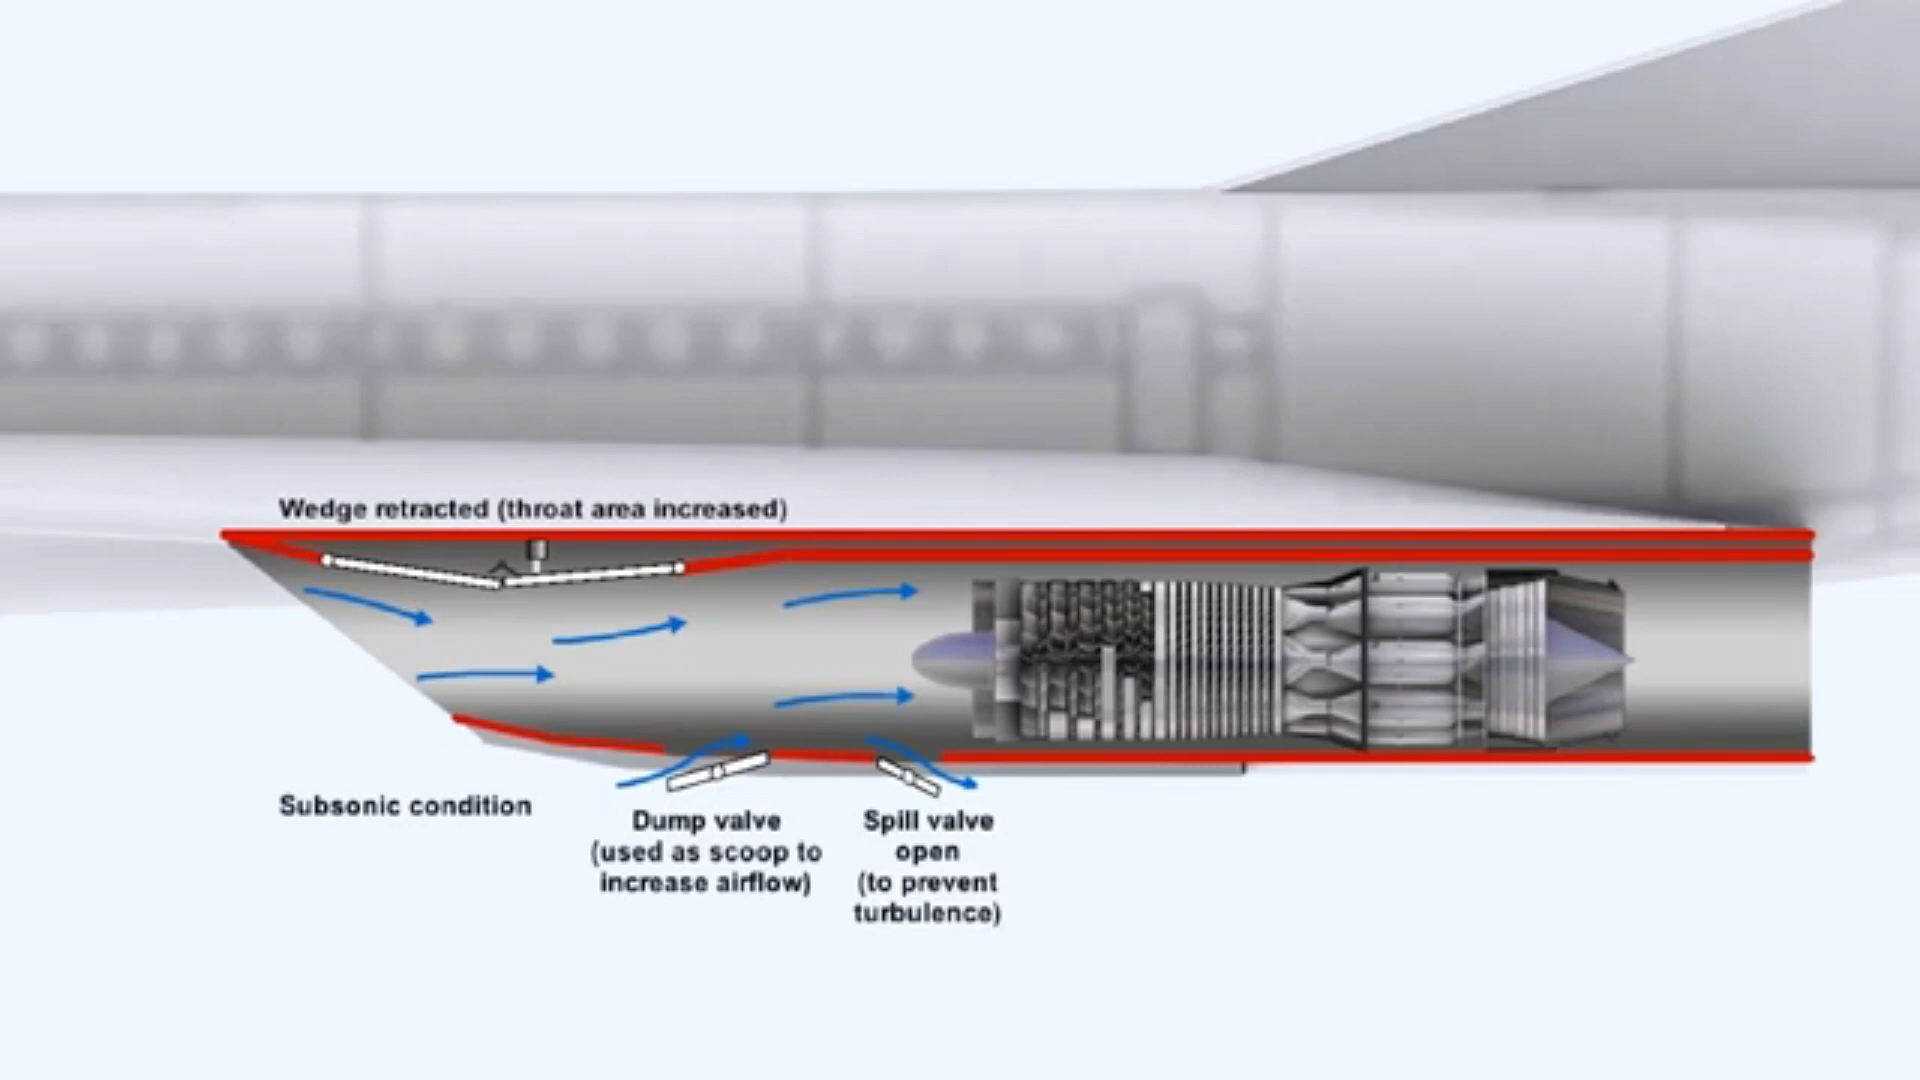 Wedge retracted (throat area increased)
Subsonic condition
Dump valve
(used as scoop to
increase airflow)
Spill valve
open
(to prevent
turbulence)